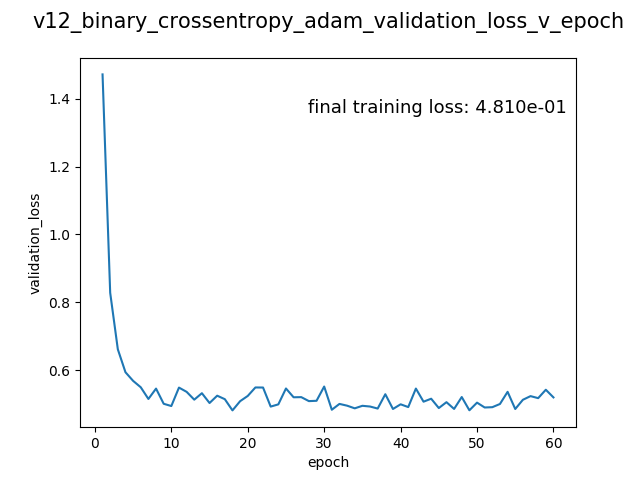 v12_binary_crossentropy_adam_validation_loss_v_epoch
final training loss: 4.810e-01
validation_loss
1.4
1.2
1.0
0.8
0.6
0 10 20 30 40 50 60
epoch